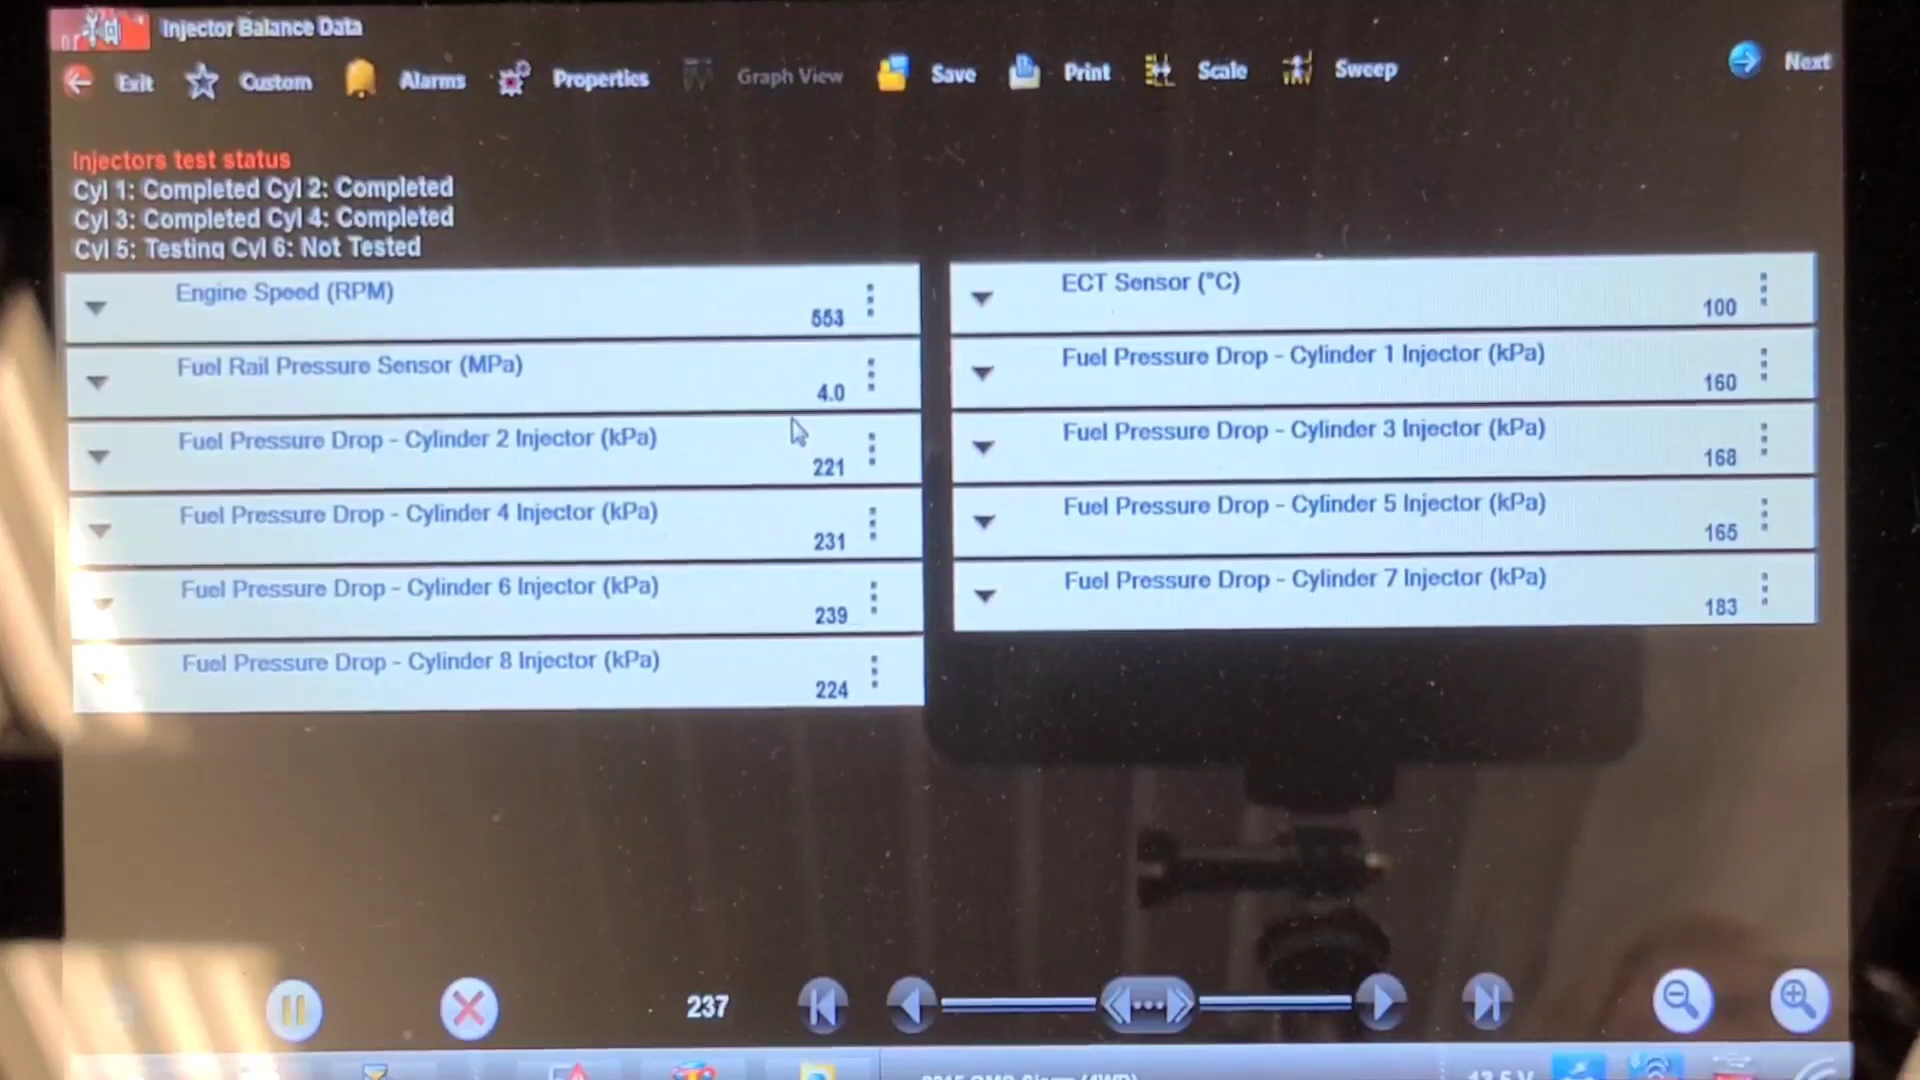 Injector Balance Data
Exit Custom Alarms Properties Graph View Save Print Scale Sweep Next
Injectors test status
Cyl 1: Completed Cyl 2: Completed
Cyl 3: Completed Cyl 4: Completed
Cyl 5: Testing Cyl 6: Not Tested
Engine Speed (RPM)
553
ECT Sensor (°C)
100
Fuel Rail Pressure Sensor (MPa)
4.0
Fuel Pressure Drop - Cylinder 1 Injector (kPa)
160
Fuel Pressure Drop - Cylinder 2 Injector (kPa)
221
Fuel Pressure Drop - Cylinder 3 Injector (kPa)
168
Fuel Pressure Drop - Cylinder 4 Injector (kPa)
231
Fuel Pressure Drop - Cylinder 5 Injector (kPa)
165
Fuel Pressure Drop - Cylinder 6 Injector (kPa)
239
Fuel Pressure Drop - Cylinder 7 Injector (kPa)
183
Fuel Pressure Drop - Cylinder 8 Injector (kPa)
224
237